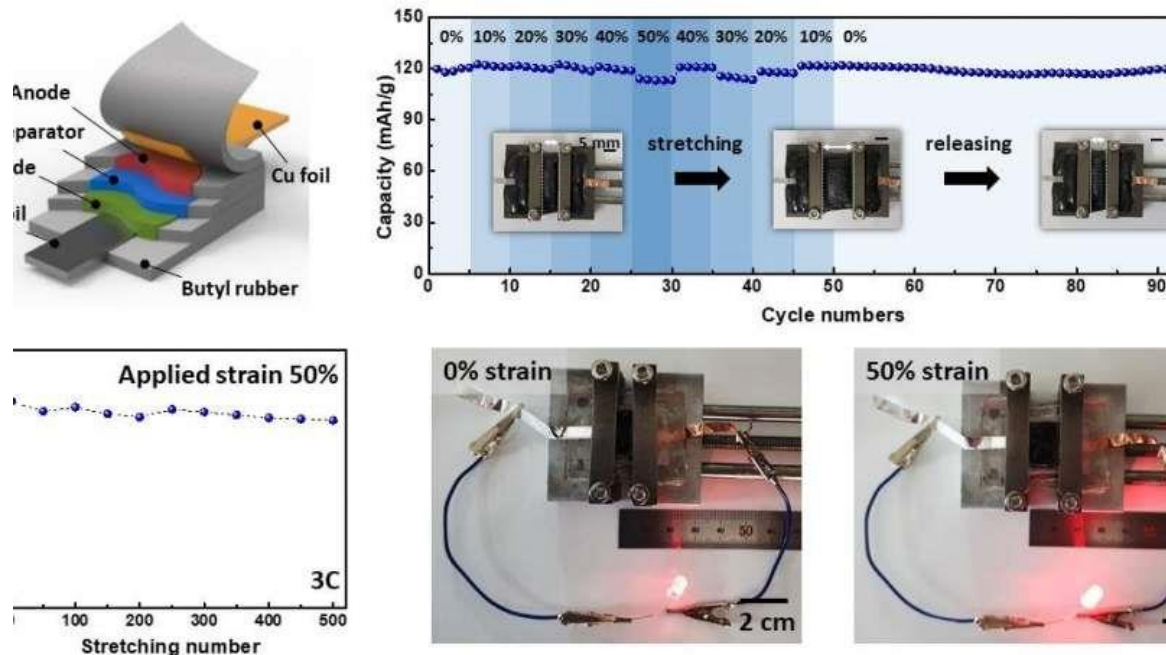 Anode
parator
de
oil
Cu foil
Butyl rubber
150
120
90
60
30
0
Capacity (mAh/g)
0% 10% 20% 30% 40% 50% 40% 30% 20% 10% 0%
5 mm
stretching
releasing
0 10 20 30 40 50 60 70 80 90
Cycle numbers
Applied strain 50%
3C
0 100 200 300 400 500
Stretching number
0% strain
50
2 cm
50% strain